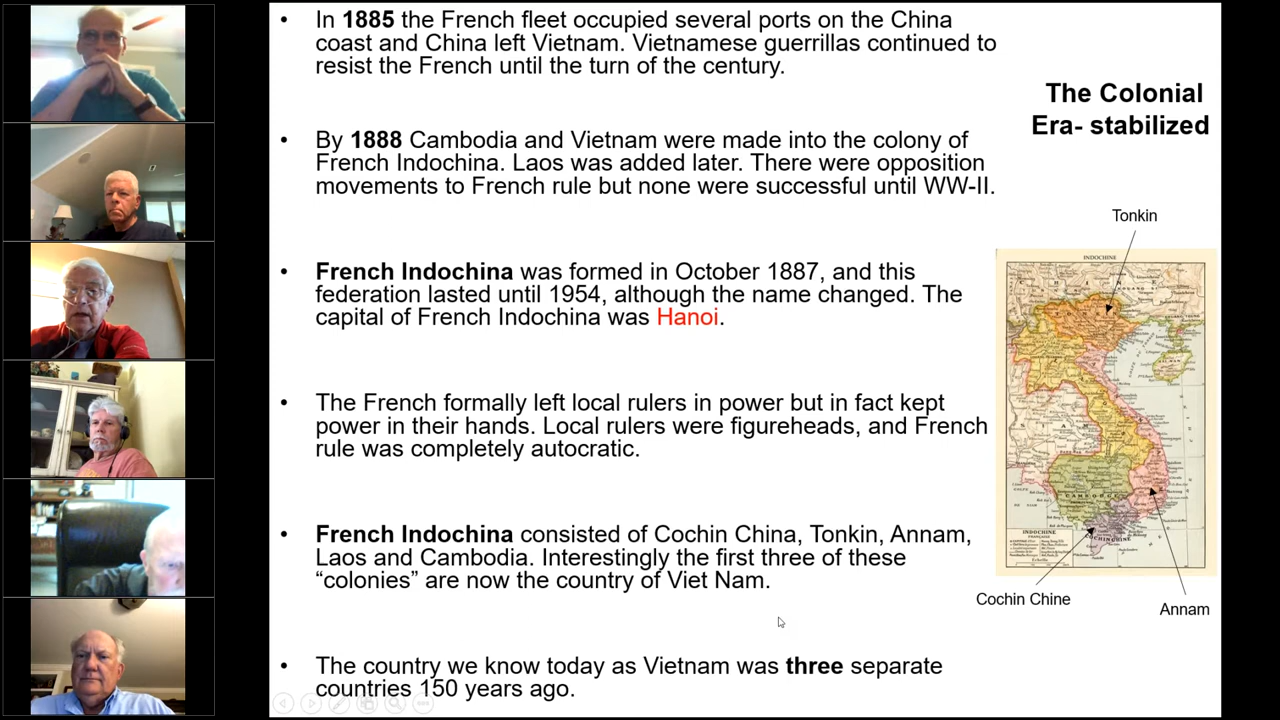 • In 1885 the French fleet occupied several ports on the China
coast and China left Vietnam. Vietnamese guerrillas continued to
resist the French until the turn of the century.
The Colonial
Era- stabilized
• By 1888 Cambodia and Vietnam were made into the colony of
French Indochina. Laos was added later. There were opposition
movements to French rule but none were successful until WW-II.
Tonkin
• French Indochina was formed in October 1887, and this
federation lasted until 1954, although the name changed. The
capital of French Indochina was Hanoi.
INDOCHINE
• The French formally left local rulers in power but in fact kept
power in their hands. Local rulers were figureheads, and French
rule was completely autocratic.
CAMBODGE
• French Indochina consisted of Cochin China, Tonkin, Annam,
Laos and Cambodia. Interestingly the first three of these
“colonies” are now the country of Viet Nam.
INDOCHINE
FRANÇAISE
COCHINCHINE
Cochin Chine
Annam
• The country we know today as Vietnam was three separate
countries 150 years ago.